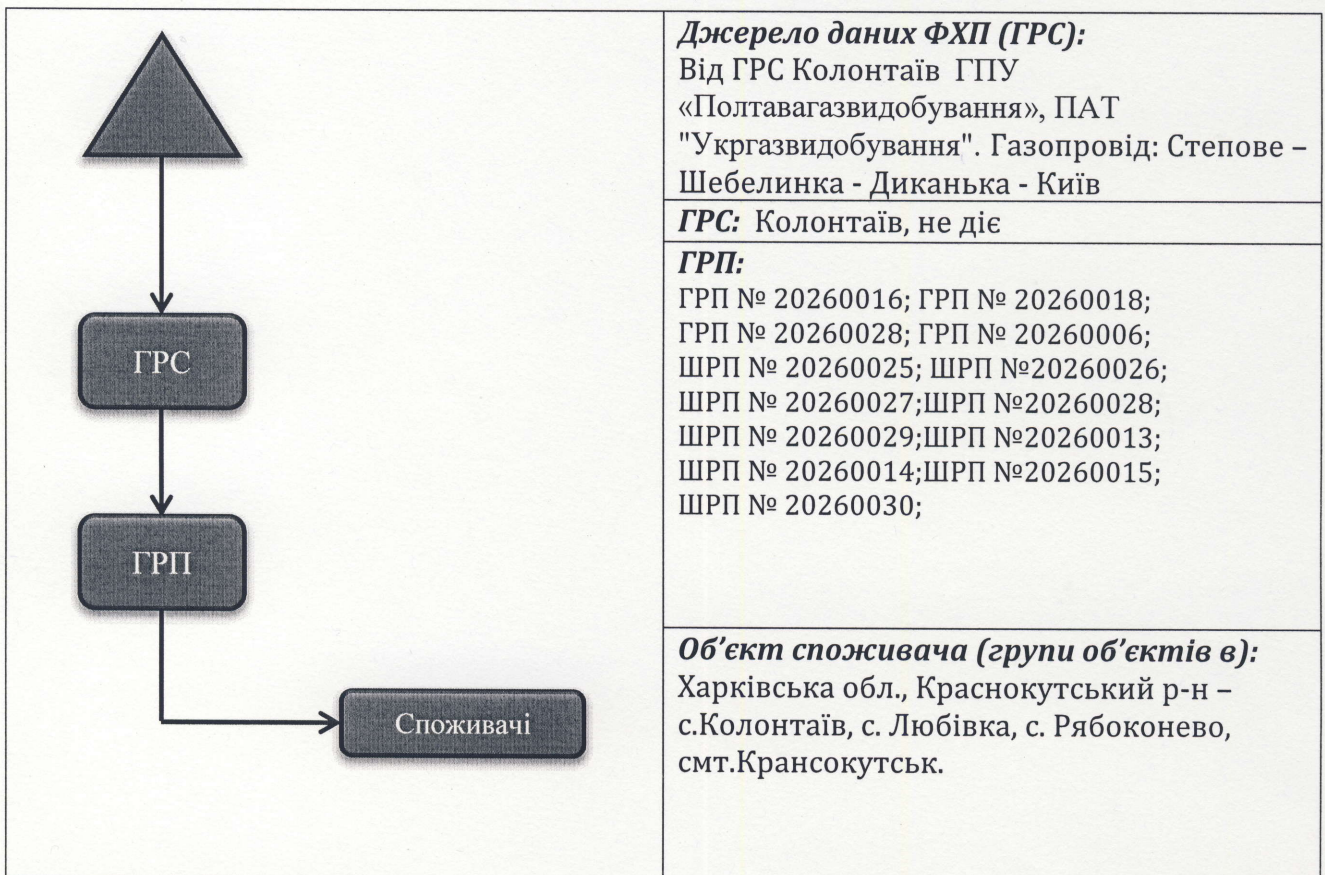 ГРС
ГРП
Споживачі
Джерело даних ФХП (ГРС):
Від ГРС Колонтаїв ГПУ
«Полтавагазвидобування», ПАТ
"Укргазвидобування". Газопровід: Степове –
Шебелинка - Диканька - Київ
ГРС: Колонтаїв, не діє
ГРП:
ГРП № 20260016; ГРП № 20260018;
ГРП № 20260028; ГРП № 20260006;
ШРП № 20260025; ШРП №20260026;
ШРП № 20260027;ШРП №20260028;
ШРП № 20260029;ШРП №20260013;
ШРП № 20260014;ШРП №20260015;
ШРП № 20260030;
Об’єкт споживача (групи об’єктів в):
Харківська обл., Краснокутський р-н –
с.Колонтаїв, с. Любівка, с. Рябоконево,
смт.Крансокутськ.